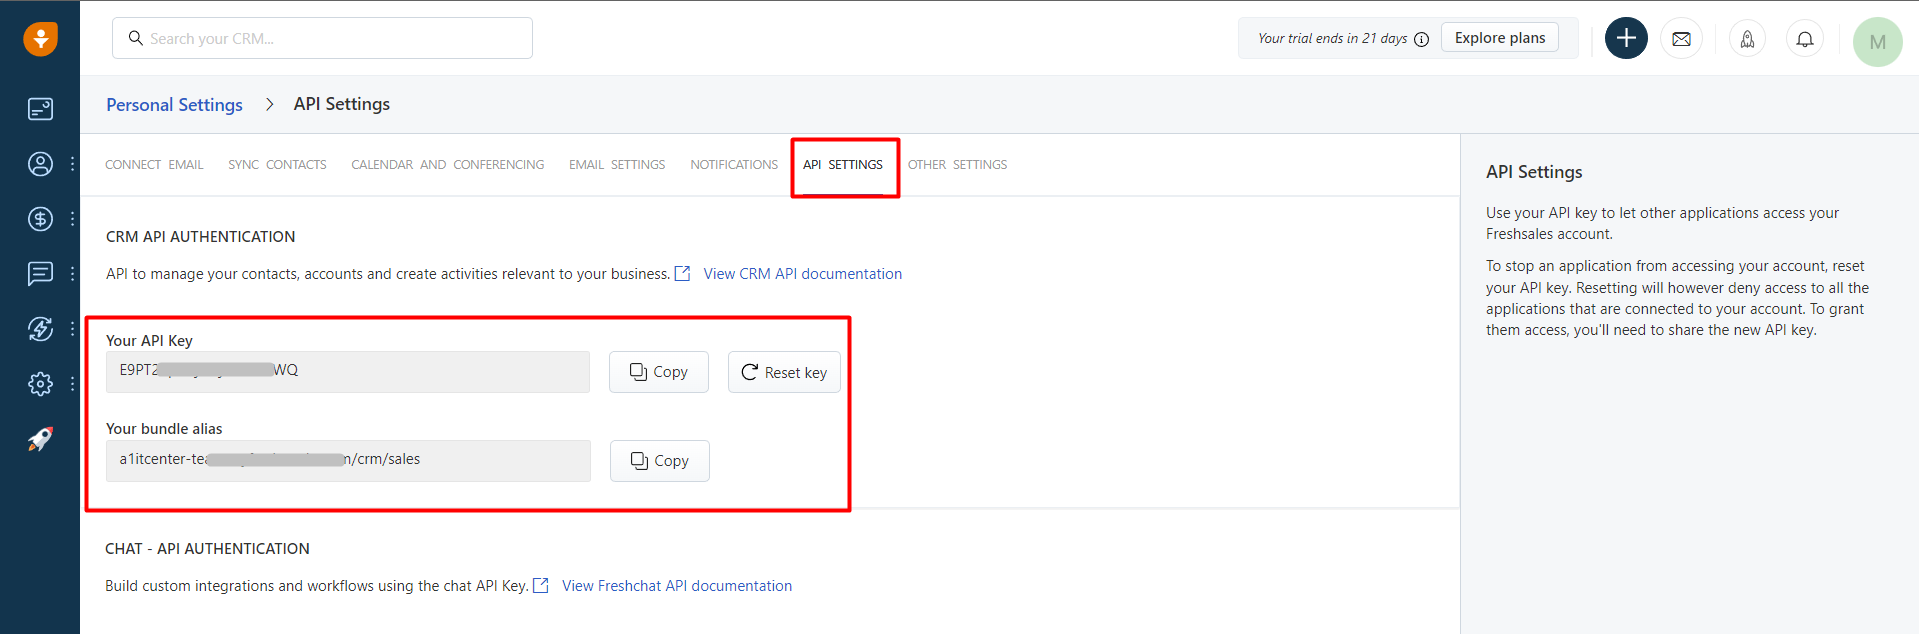 Search your CRM...
Your trial ends in 21 days
Explore plans
M
Personal Settings > API Settings
CONNECT EMAIL SYNC CONTACTS CALENDAR AND CONFERENCING EMAIL SETTINGS NOTIFICATIONS API SETTINGS OTHER SETTINGS
CRM API AUTHENTICATION
API to manage your contacts, accounts and create activities relevant to your business. View CRM API documentation
Your API Key
E9PT2 WQ
Copy
Reset key
Your bundle alias
a1itcenter-tea /crm/sales
Copy
CHAT - API AUTHENTICATION
Build custom integrations and workflows using the chat API Key. View Freshchat API documentation
API Settings
Use your API key to let other applications access your
Freshsales account.
To stop an application from accessing your account, reset
your API key. Resetting will however deny access to all the
applications that are connected to your account. To grant
them access, you'll need to share the new API key.